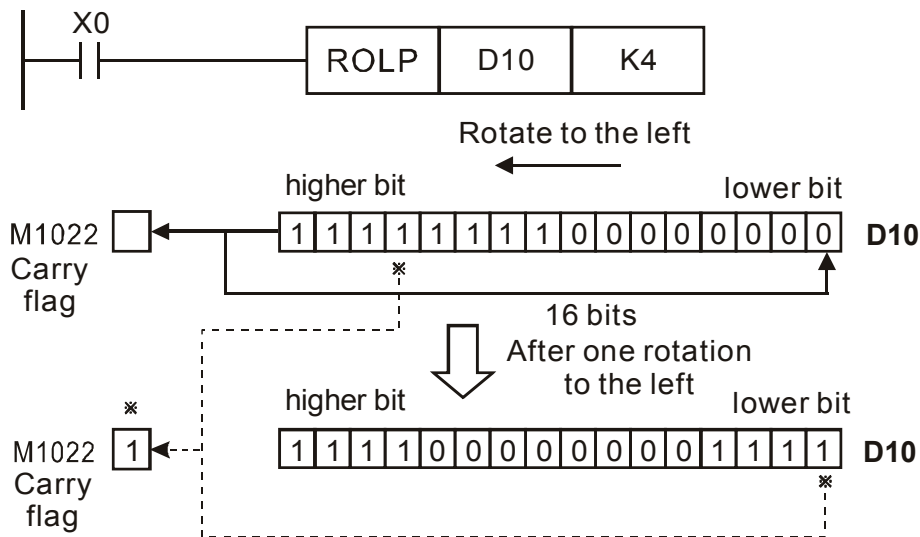 X0
ROLP D10 K4
Rotate to the left
higher bit lower bit
M1022 1 1 1 1 1 1 1 1 0 0 0 0 0 0 0 0 D10
Carry
flag
※
16 bits
After one rotation
to the left
higher bit lower bit
※
M1022 1 1 1 1 1 0 0 0 0 0 0 0 0 1 1 1 1 D10
Carry
flag
※